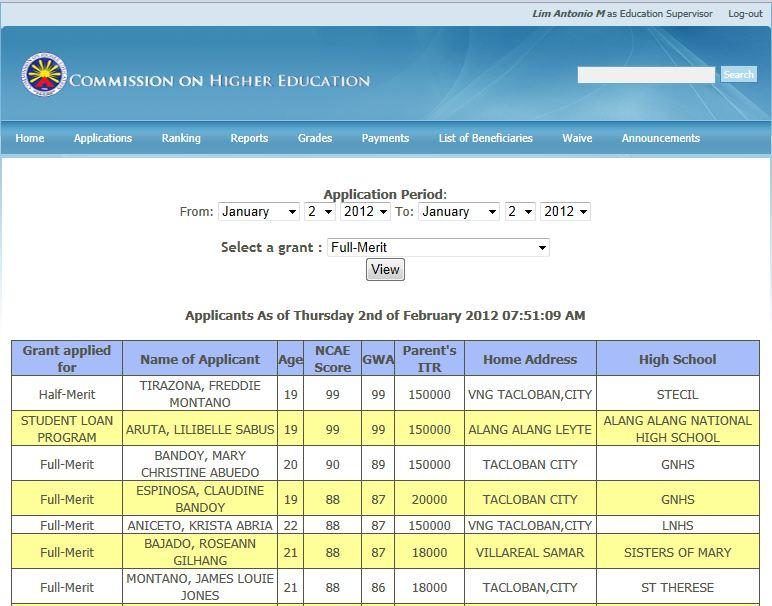 Lim Antonio M as Education Supervisor Log-out
COMMISSION ON HIGHER EDUCATION
Search
Home Applications Ranking Reports Grades Payments List of Beneficiaries Waive Announcements
Application Period:
From: January 2 2012 To: January 2 2012
Select a grant : Full-Merit
View
Applicants As of Thursday 2nd of February 2012 07:51:09 AM
Grant applied for Name of Applicant Age NCAE Score GWA Parent's ITR Home Address High School
Half-Merit TIRAZONA, FREDDIE MONTANO 19 99 99 150000 VNG TACLOBAN,CITY STECIL
STUDENT LOAN PROGRAM ARUTA, LILIBELLE SABUS 19 99 99 150000 ALANG ALANG LEYTE ALANG ALANG NATIONAL HIGH SCHOOL
Full-Merit BANDOY, MARY CHRISTINE ABUEDO 20 90 89 150000 TACLOBAN CITY GNHS
Full-Merit ESPINOSA, CLAUDINE BANDOY 19 88 87 20000 TACLOBAN CITY GNHS
Full-Merit ANICETO, KRISTA ABRIA 22 88 87 150000 VNG TACLOBAN,CITY LNHS
Full-Merit BAJADO, ROSEANN GILHANG 21 88 87 18000 VILLAREAL SAMAR SISTERS OF MARY
Full-Merit MONTANO, JAMES LOUIE JONES 21 88 86 18000 TACLOBAN,CITY ST THERESE